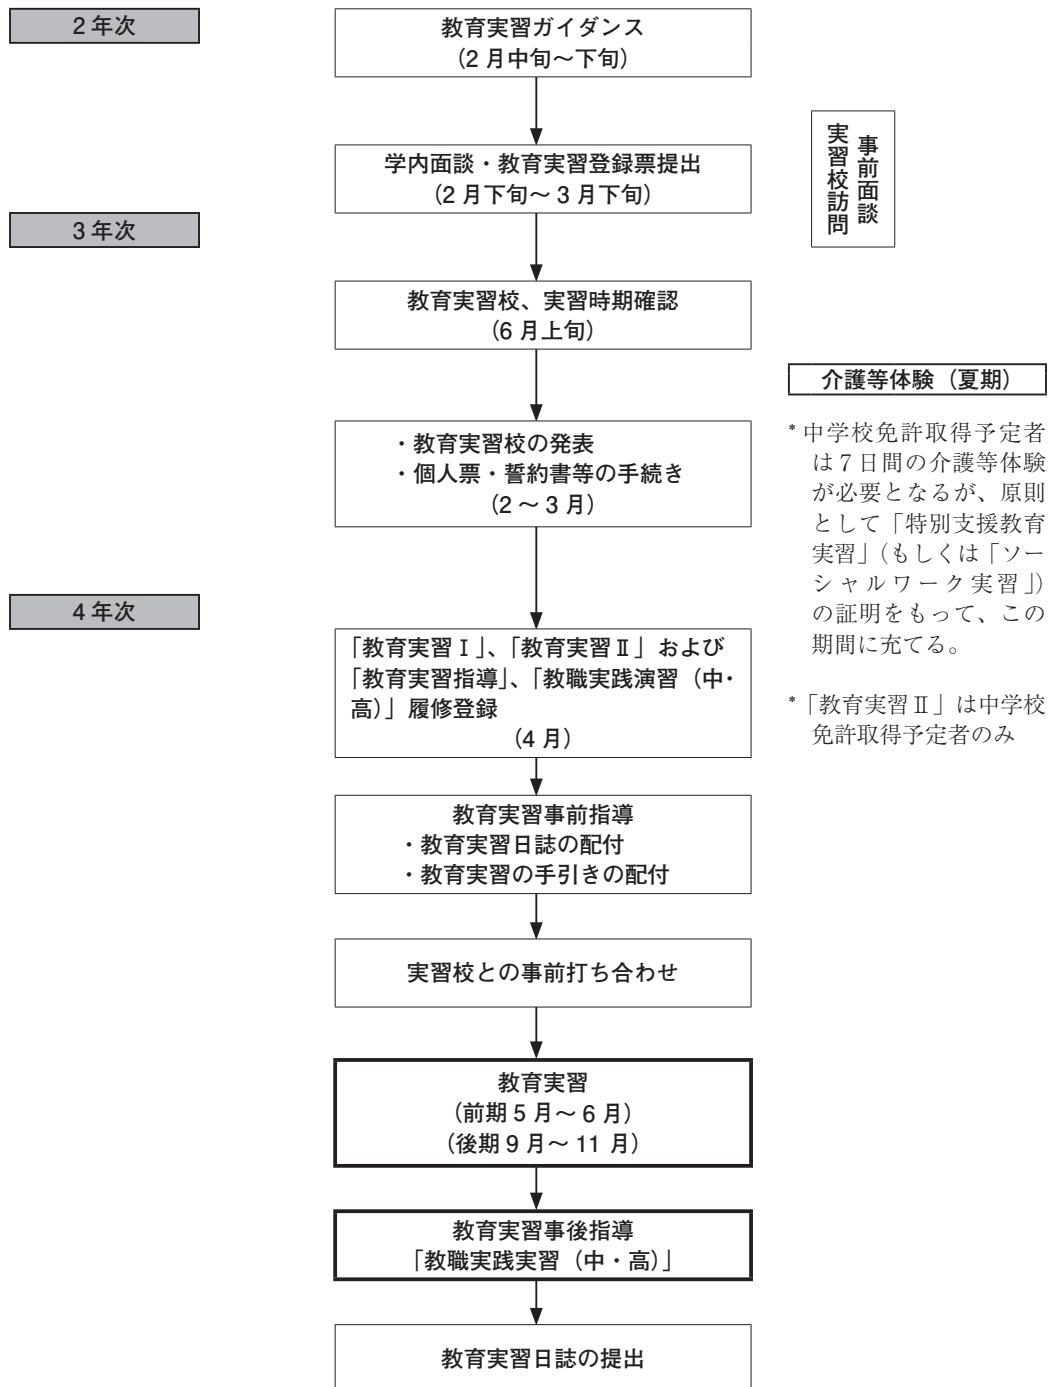 2年次
教育実習ガイダンス
(2月中旬～下旬)
事前面談
実習校訪問
学内面談・教育実習登録票提出
(2月下旬～3月下旬)
3年次
教育実習校、実習時期確認
(6月上旬)
介護等体験（夏期）
*中学校免許取得予定者
は7日間の介護等体験
が必要となるが、原則
として「特別支援教育
実習」（もしくは「ソー
シャルワーク実習」）
の証明をもって、この
期間に充てる。
*「教育実習Ⅱ」は中学校
免許取得予定者のみ
・教育実習校の発表
・個人票・誓約書等の手続き
(2～3月)
4年次
「教育実習Ⅰ」、「教育実習Ⅱ」および
「教育実習指導」、「教職実践演習（中・
高）」履修登録
(4月)
教育実習事前指導
・教育実習日誌の配付
・教育実習の手引きの配付
実習校との事前打ち合わせ
教育実習
(前期5月～6月)
(後期9月～11月)
教育実習事後指導
「教職実践実習（中・高）」
教育実習日誌の提出